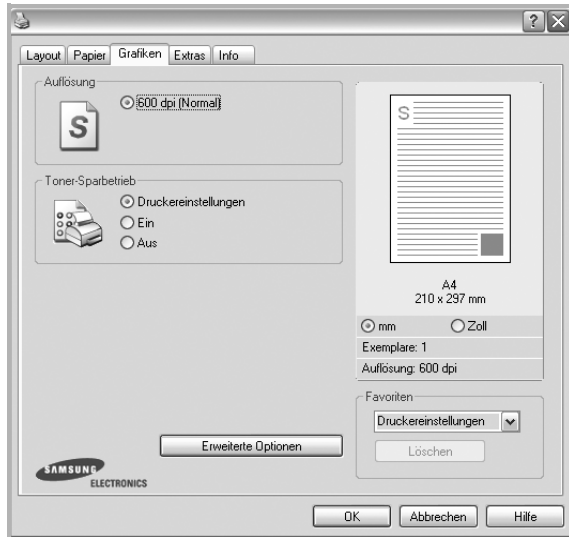 Layout Papier Grafiken Extras Info
Auflösung
600 dpi (Normal)
S
Toner-Sparbetrieb
Druckereinstellungen
Ein
Aus
S
A4
210 x 297 mm
mm Zoll
Exemplare: 1
Auflösung: 600 dpi
Favoriten
Druckereinstellungen
Löschen
Erweiterte Optionen
SAMSUNG
ELECTRONICS
OK Abbrechen Hilfe